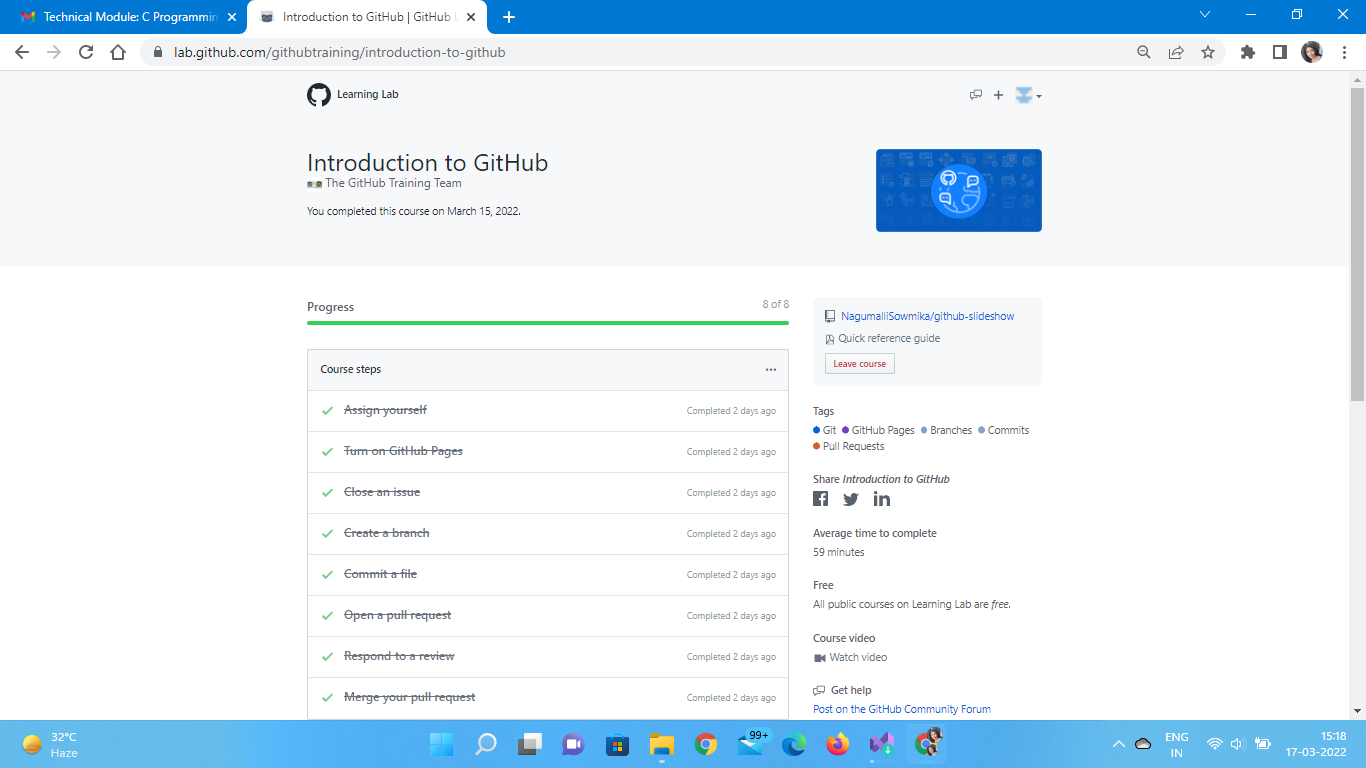 Technical Module: C Programmin
Introduction to GitHub | GitHub L
lab.github.com/githubtraining/introduction-to-github
Learning Lab
Introduction to GitHub
The GitHub Training Team
You completed this course on March 15, 2022.
Progress
8 of 8
Course steps
Assign yourself
Completed 2 days ago
Turn on GitHub Pages
Completed 2 days ago
Close an issue
Completed 2 days ago
Create a branch
Completed 2 days ago
Commit a file
Completed 2 days ago
Open a pull request
Completed 2 days ago
Respond to a review
Completed 2 days ago
Merge your pull request
Completed 2 days ago
NagumalliSowmika/github-slideshow
Quick reference guide
Leave course
Tags
Git GitHub Pages Branches Commits
Pull Requests
Share Introduction to GitHub
Average time to complete
59 minutes
Free
All public courses on Learning Lab are free.
Course video
Watch video
Get help
Post on the GitHub Community Forum
32°C
Haze
99+
ENG
IN
15:18
17-03-2022